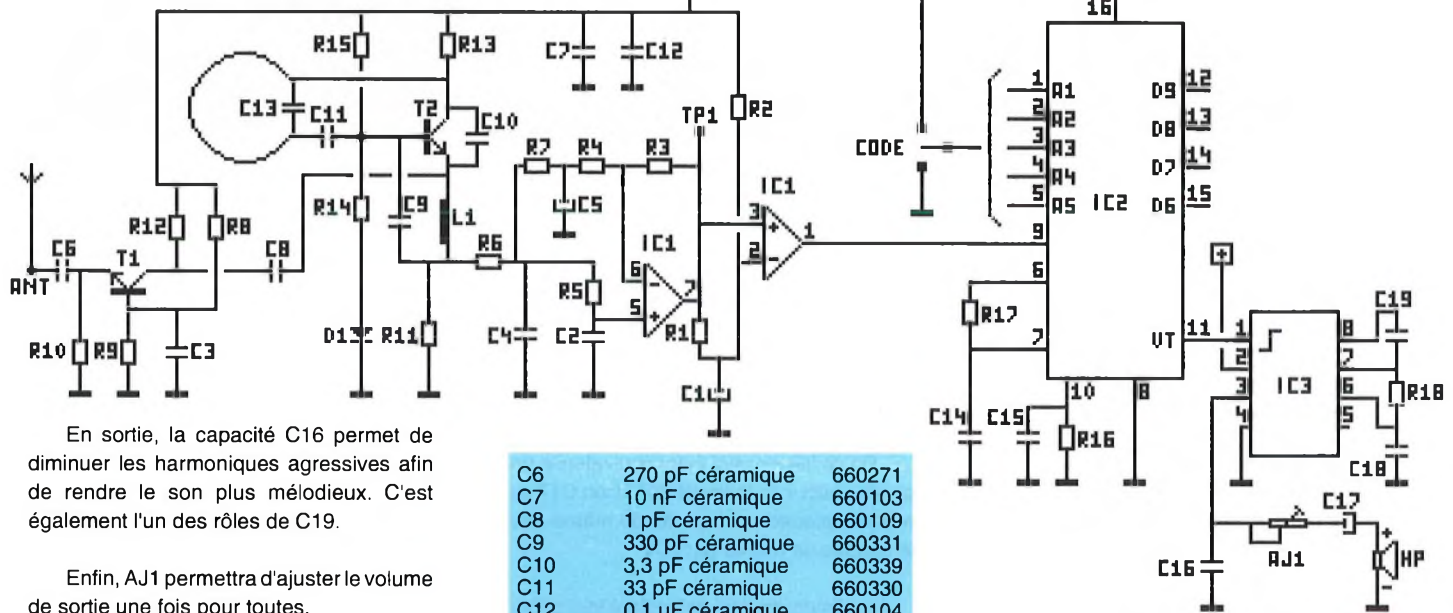 16
R15
R13
C7
C12
C13
C11
T2
C10
R2
TP1
1
A1
D9
12
2
A2
D8
13
3
A3
D7
14
4
A4
D6
15
5
A5
IC2
CODE
R7
R4
R3
C5
IC1
3
+
2
-
1
9
R12
R8
R14
C9
L1
C6
T1
C8
ANT
R6
IC1
6
-
5
+
7
R5
R1
6
R17
7
C19
R10
R9
C3
D13
R11
C4
C2
VT
11
+
1
8
2
7
3
IC3
6
4
5
R18
C1
10
8
C14
C15
R16
C18
C17
C16
AJ1
+
HP
-
En sortie, la capacité C16 permet de
diminuer les harmoniques agressives afin
de rendre le son plus mélodieux. C'est
également l'un des rôles de C19.
Enfin, AJ1 permettra d'ajuster le volume
de sortie une fois pour toutes.
C6 270 pF céramique 660271
C7 10 nF céramique 660103
C8 1 pF céramique 660109
C9 330 pF céramique 660331
C10 3,3 pF céramique 660339
C11 33 pF céramique 660330
C12 0,1 µF céramique 660104